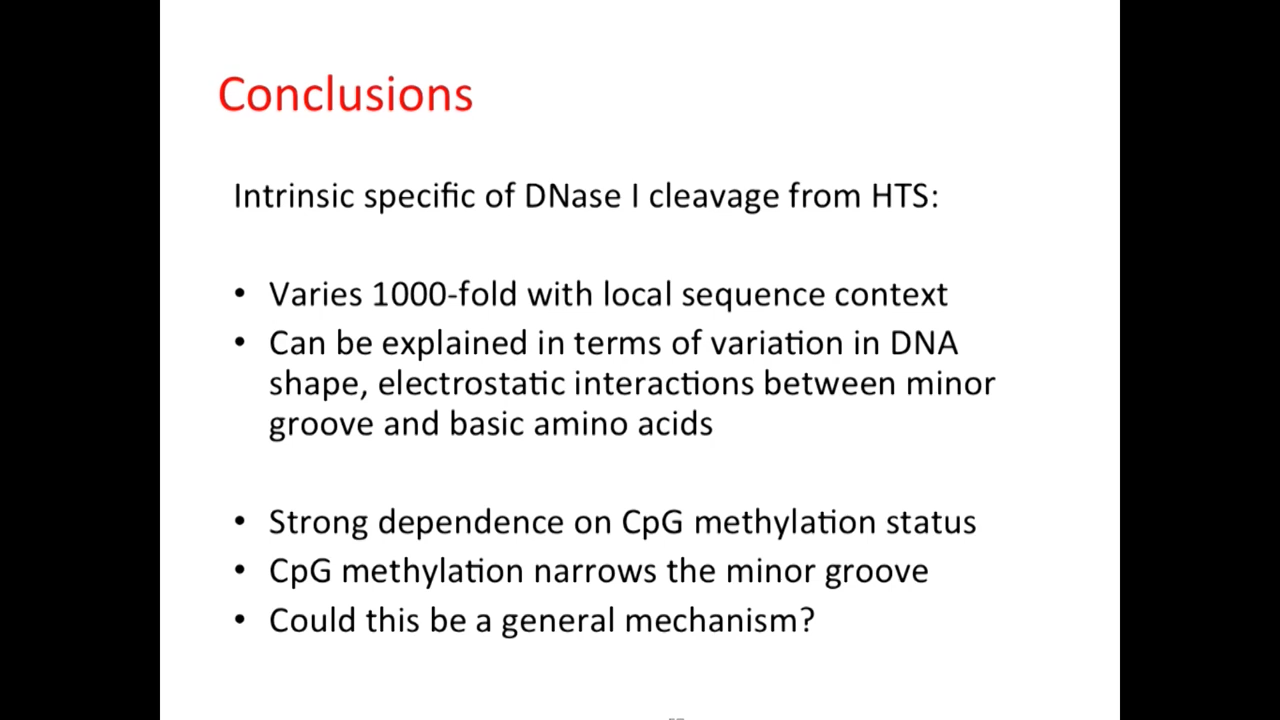 Conclusions
Intrinsic specific of DNase I cleavage from HTS:
• Varies 1000-fold with local sequence context
• Can be explained in terms of variation in DNA
shape, electrostatic interactions between minor
groove and basic amino acids
• Strong dependence on CpG methylation status
• CpG methylation narrows the minor groove
• Could this be a general mechanism?